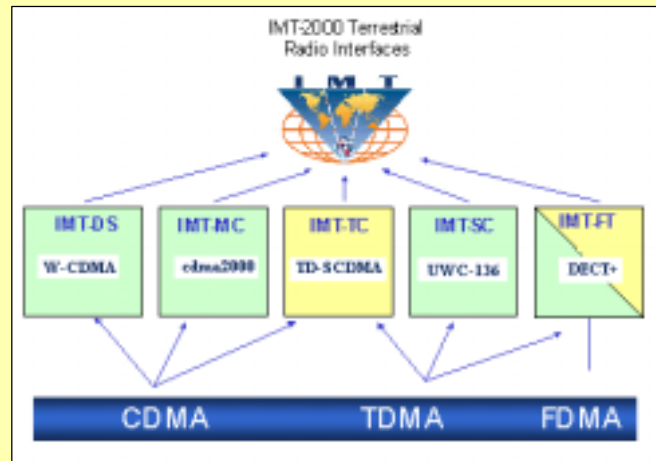 IMT-2000 Terrestrial
Radio Interfaces
I M T
IMT-DS
W-CDMA
IMT-MC
cdma2000
IMT-TC
TD-SCDMA
IMT-SC
UWC-136
IMT-FT
DECT+
CDMA
TDMA
FDMA